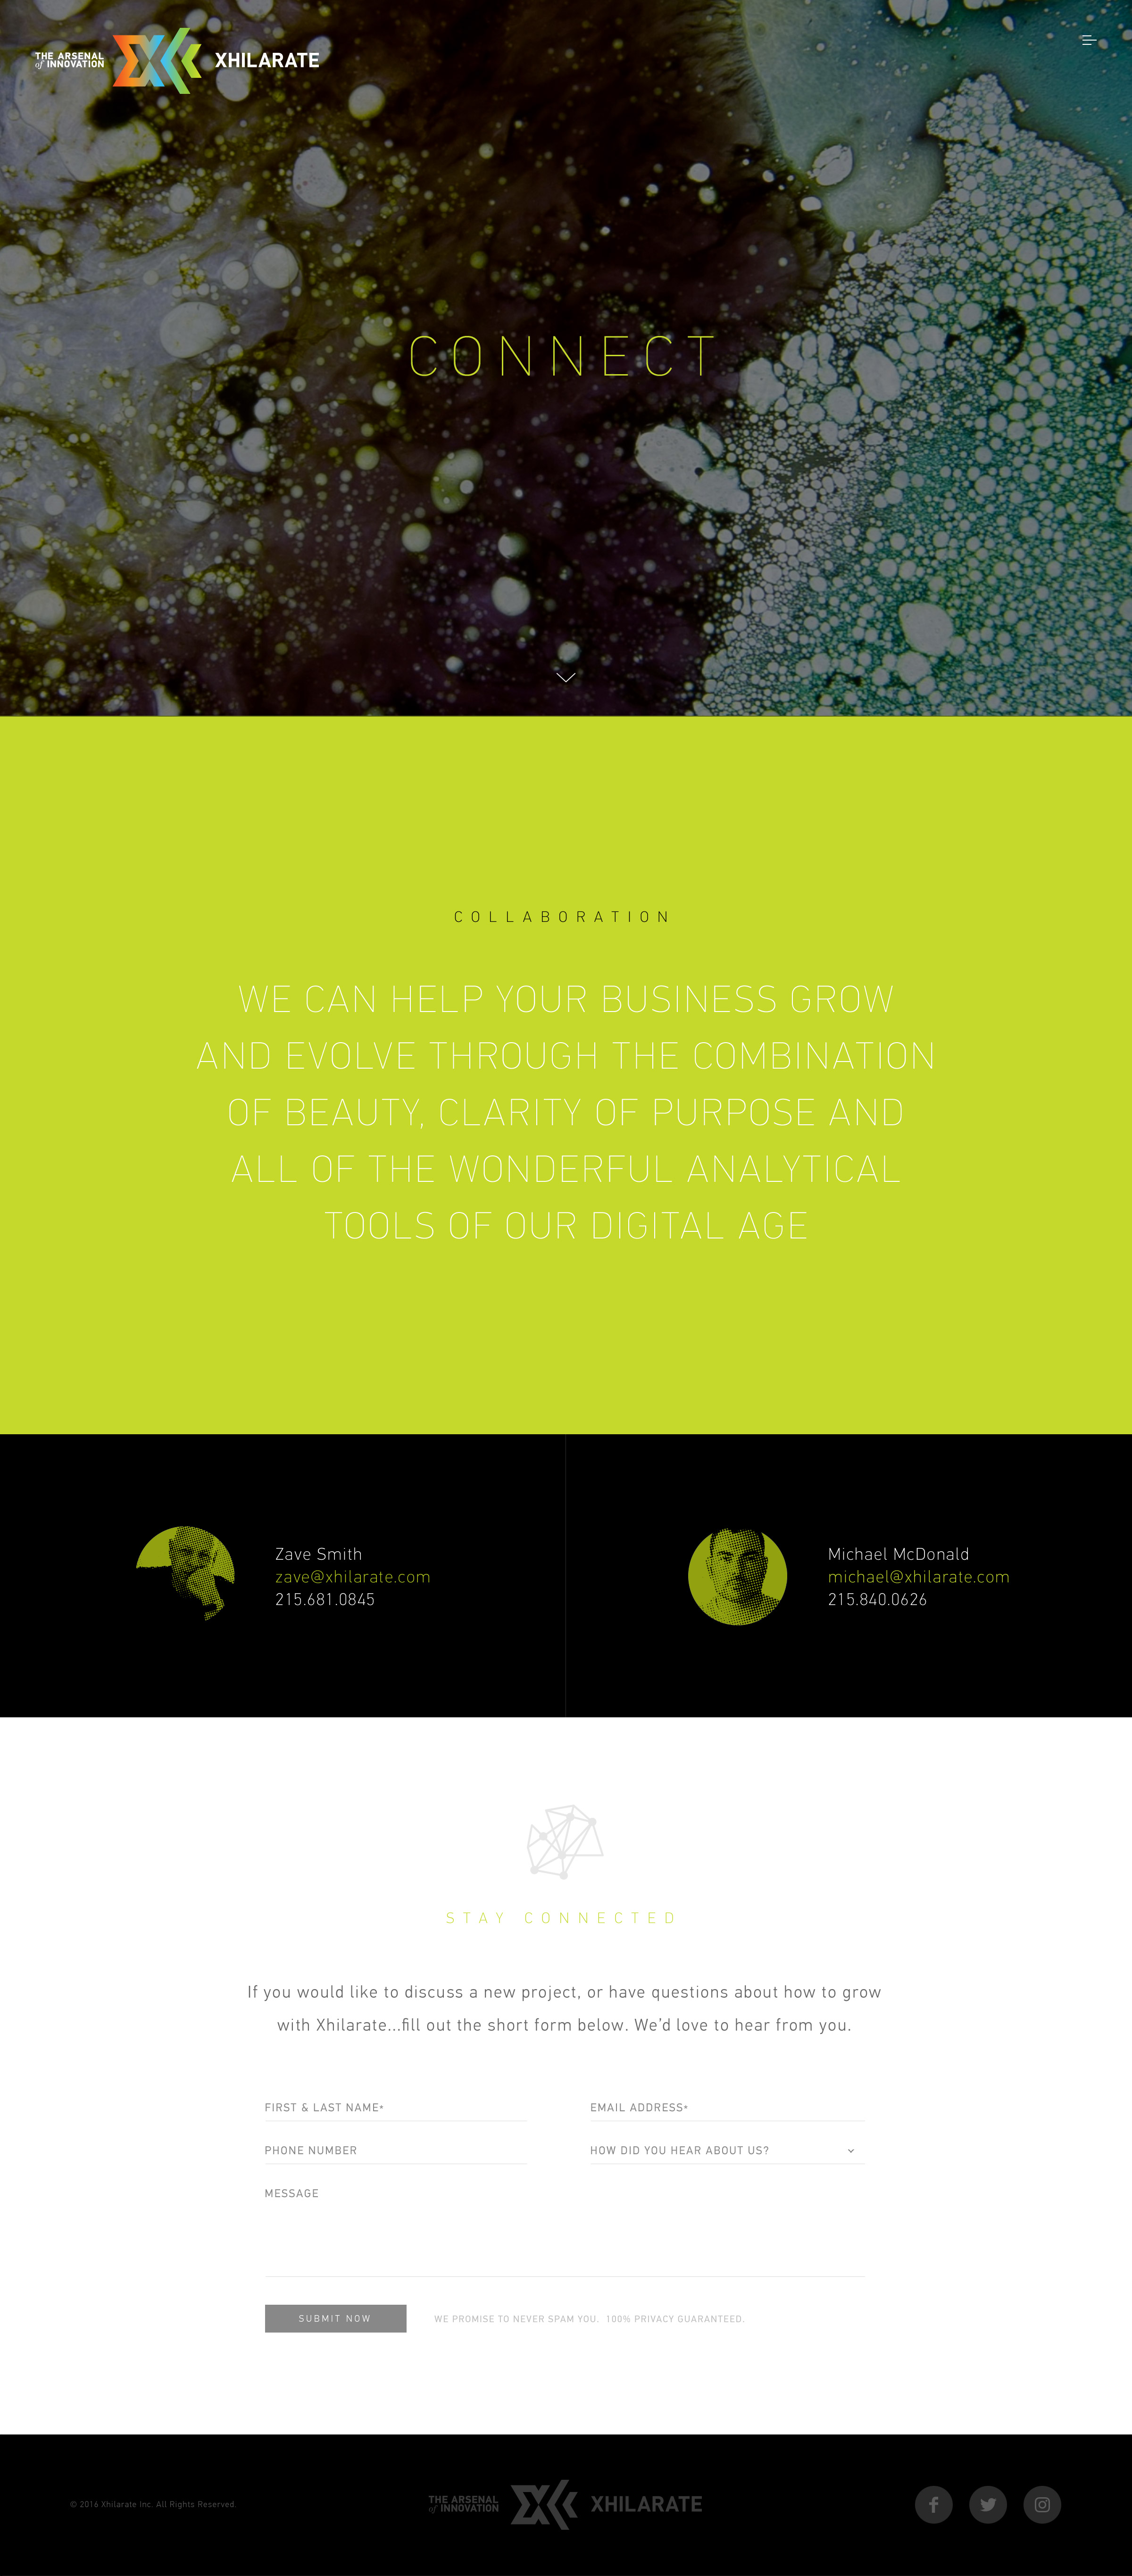 THE ARSENAL
of INNOVATION
XHILARATE
CONNECT
COLLABORATION
WE CAN HELP YOUR BUSINESS GROW
AND EVOLVE THROUGH THE COMBINATION
OF BEAUTY, CLARITY OF PURPOSE AND
ALL OF THE WONDERFUL ANALYTICAL
TOOLS OF OUR DIGITAL AGE
Zave Smith
zave@xhilarate.com
215.681.0845
Michael McDonald
michael@xhilarate.com
215.840.0626
STAY CONNECTED
If you would like to discuss a new project, or have questions about how to grow
with Xhilarate...fill out the short form below. We’d love to hear from you.
FIRST & LAST NAME*
EMAIL ADDRESS*
PHONE NUMBER
HOW DID YOU HEAR ABOUT US?
MESSAGE
SUBMIT NOW
WE PROMISE TO NEVER SPAM YOU. 100% PRIVACY GUARANTEED.
© 2016 Xhilarate Inc. All Rights Reserved.
THE ARSENAL
of INNOVATION
XHILARATE